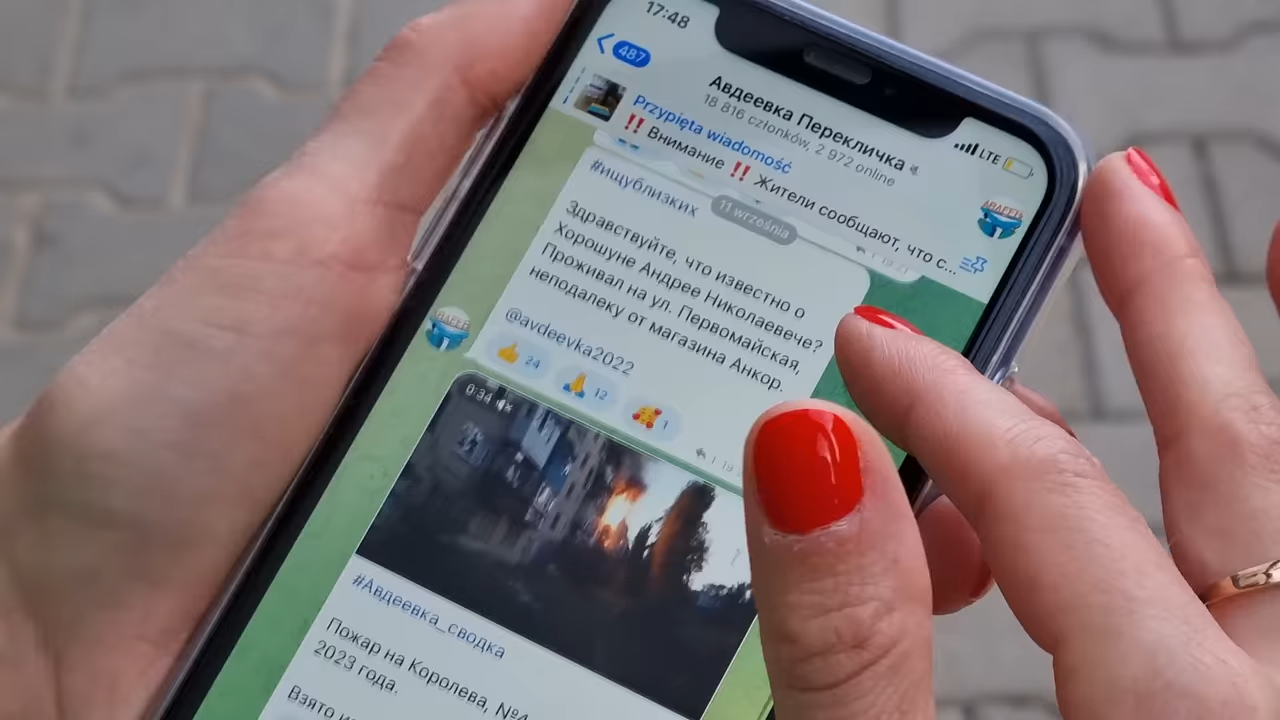 17:48
LTE
487
Авдеевка Перекличка
18 816 członków, 2 972 online
Przypięta wiadomość
‼️ Внимание ‼️ Жители сообщают, что с...
11 września
#ищублизких
Здравствуйте, что известно о
Хорошуне Андрее Николаевече?
Проживал на ул. Первомайская,
неподалеку от магазина Анкор.
@avdeevka2022
👍 24 🙏 12 🥰 1
0:34
#Авдеевка_сводка
Пожар на Королева, №4
2023 года.
Взято